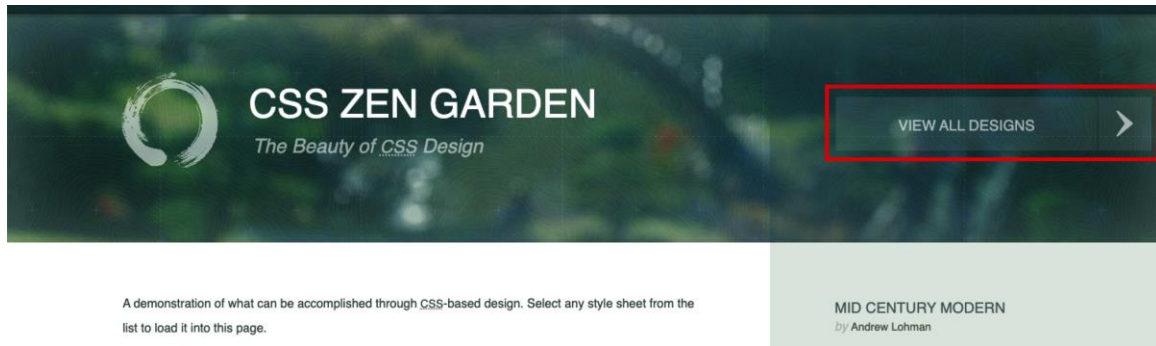 CSS ZEN GARDEN
The Beauty of CSS Design
VIEW ALL DESIGNS
A demonstration of what can be accomplished through CSS-based design. Select any style sheet from the
list to load it into this page.
MID CENTURY MODERN
by Andrew Lohman